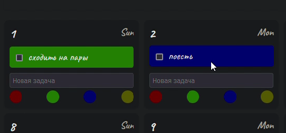 1 Sun
2 Mon
сходить на пары
поесть
Новая задача
Новая задача
8 Sun
9 Mon